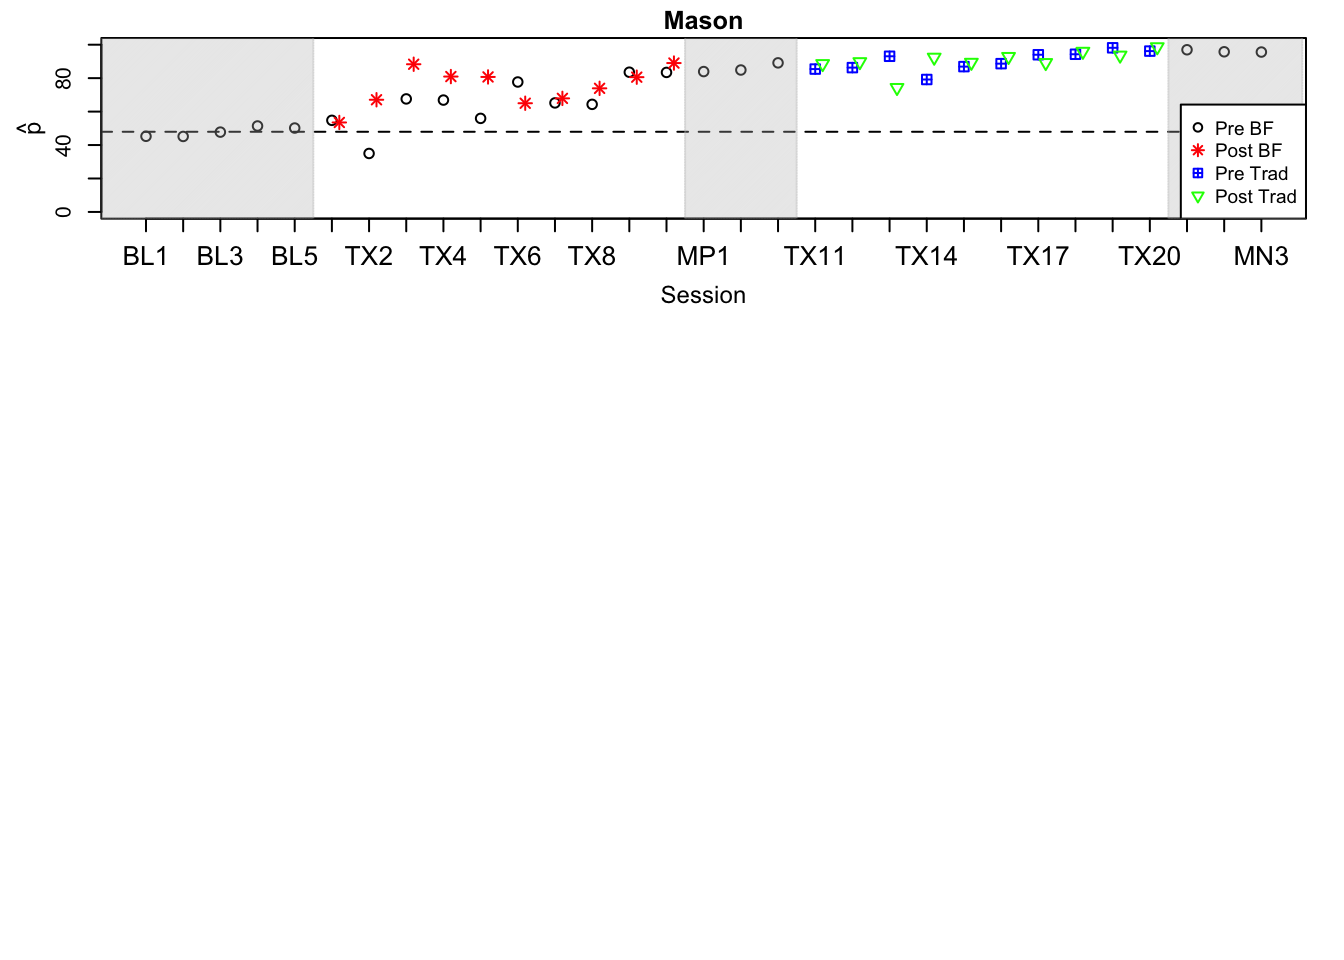 Mason
p̂
80
40
0
Pre BF
Post BF
Pre Trad
Post Trad
BL1 BL3 BL5 TX2 TX4 TX6 TX8 MP1 TX11 TX14 TX17 TX20 MN3
Session